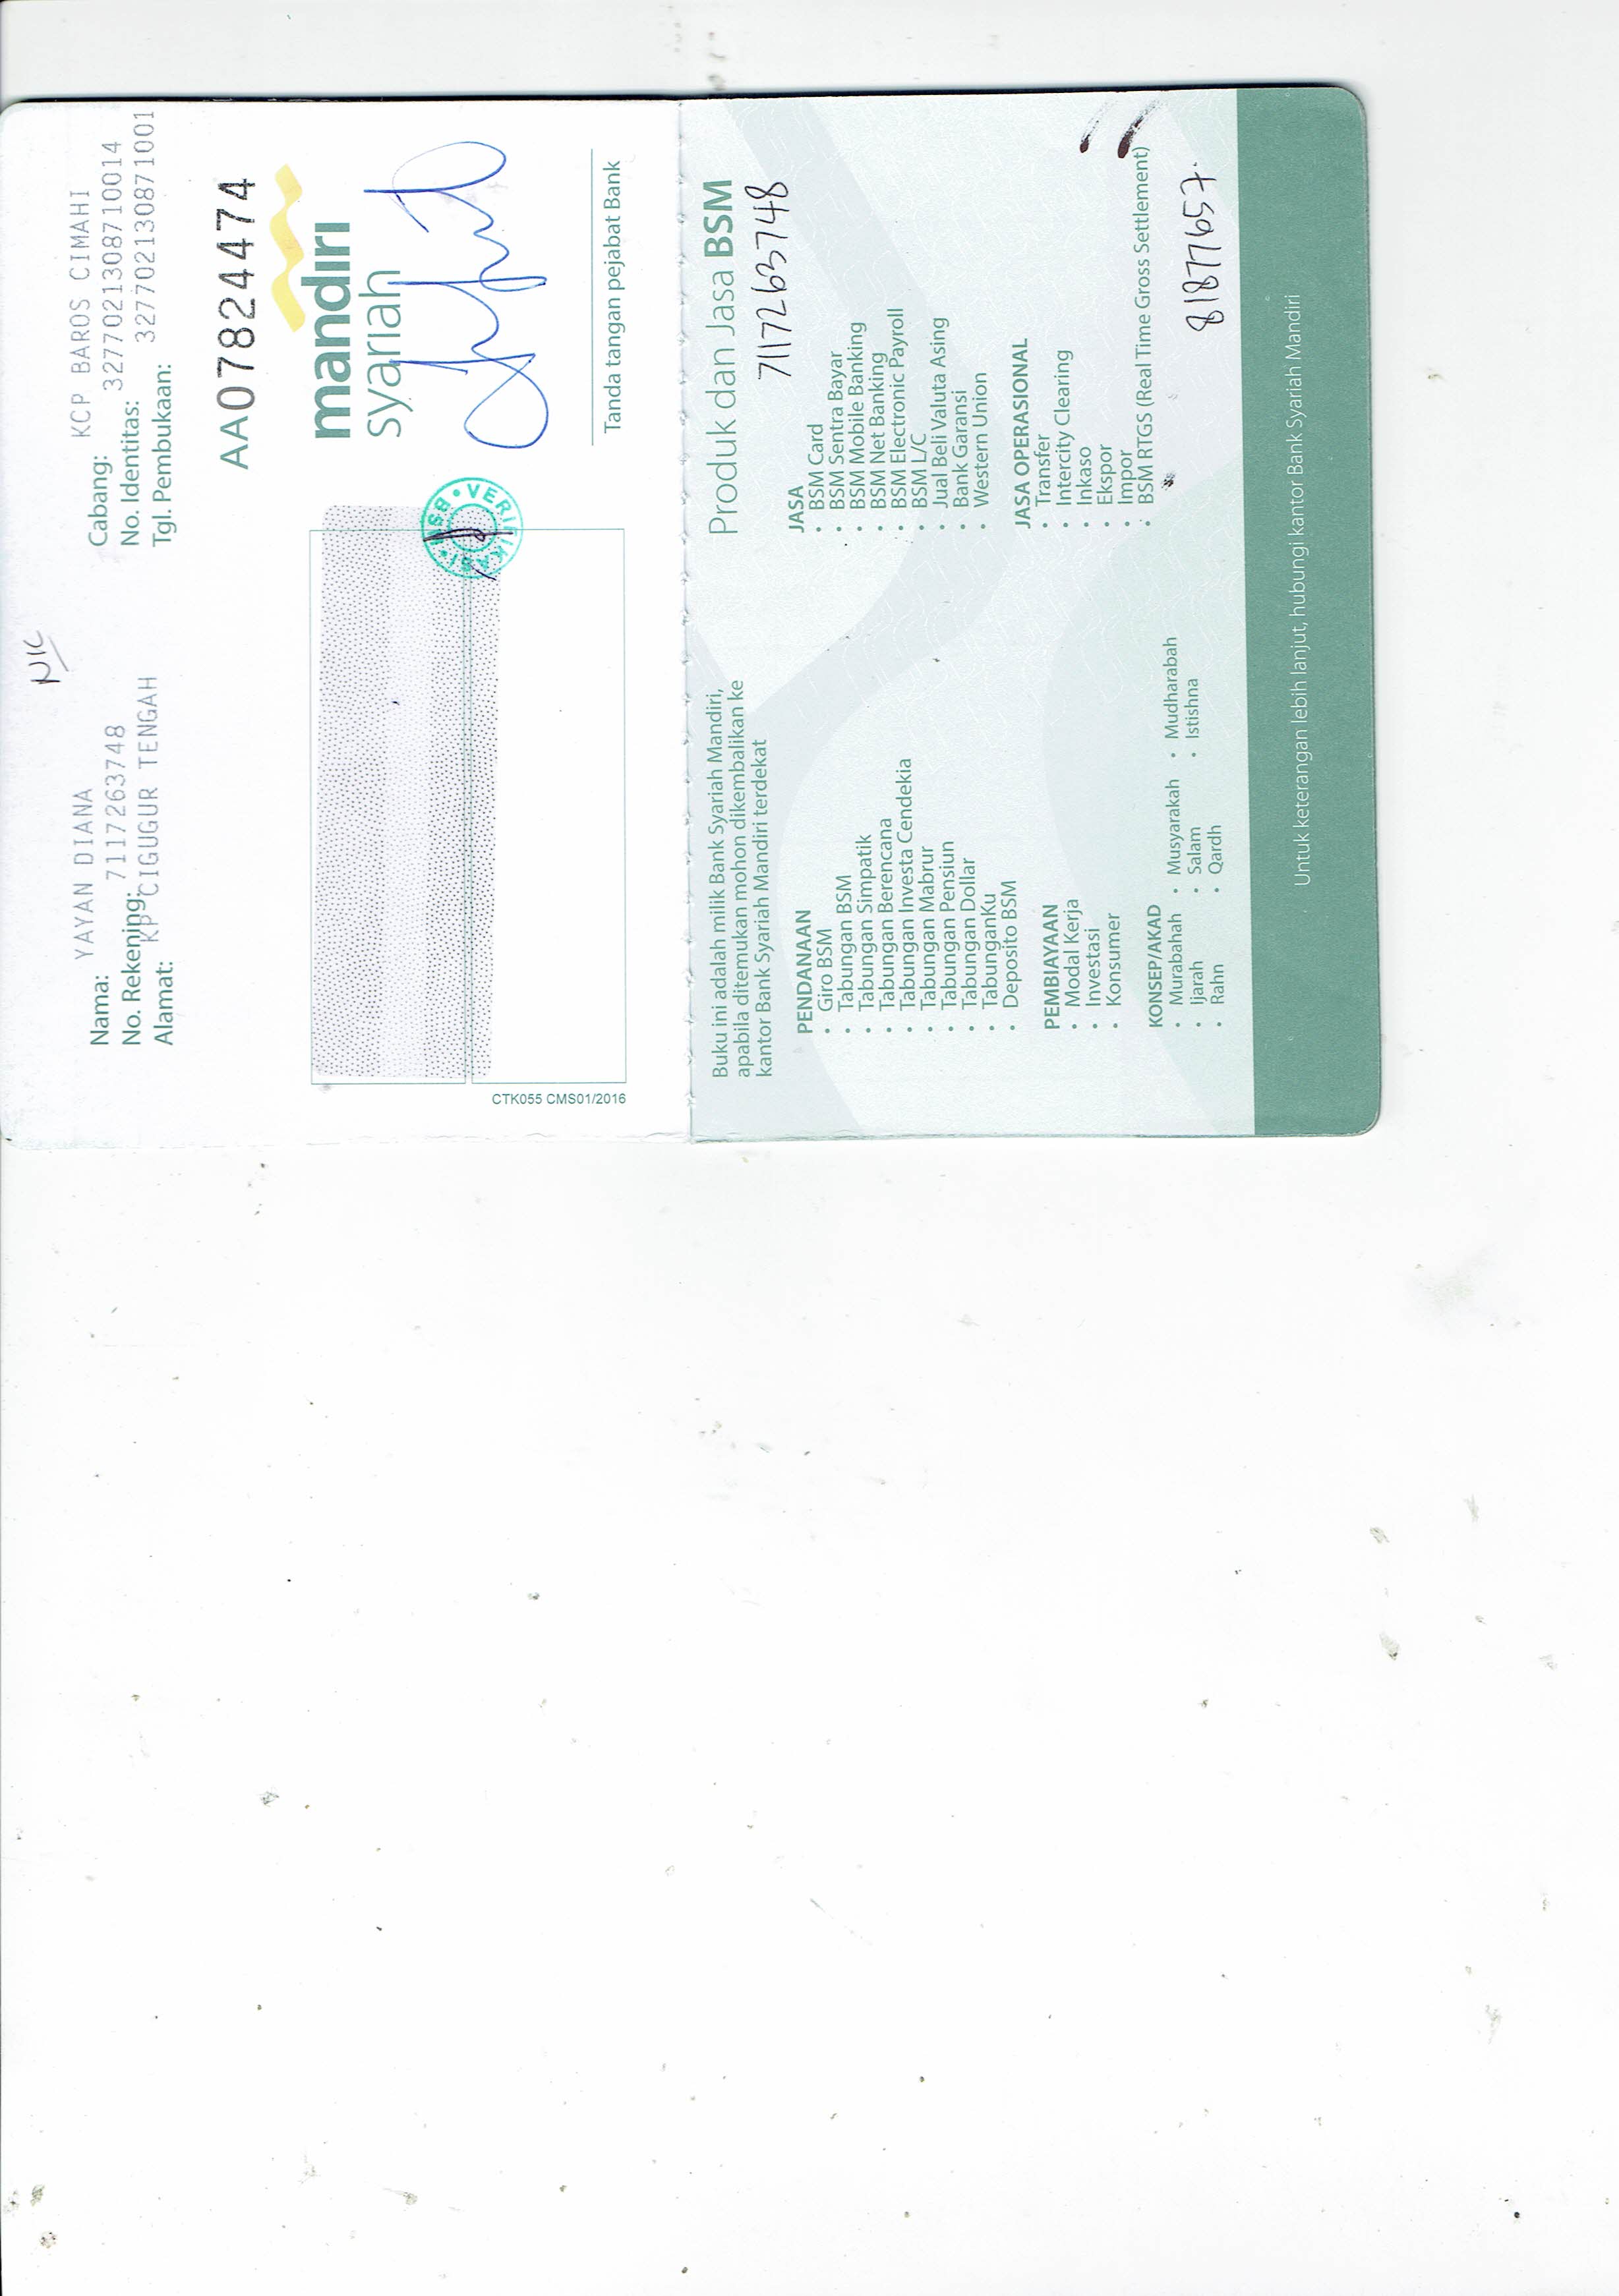 NIK
Nama: YAYAN DIANA
No. Rekening: 7117263748
Alamat: KP CIGUGUR TENGAH
Cabang: KCP BAROS CIMAHI
No. Identitas: 3277021308710014
Tgl. Pembukaan: 327702130871001
AA07824474
mandırı
syariah
BSM • VERIFIKASI •
Tanda tangan pejabat Bank
CTK055 CMS01/2016
Buku ini adalah milik Bank Syariah Mandiri,
apabila ditemukan mohon dikembalikan ke
kantor Bank Syariah Mandiri terdekat
PENDANAAN
• Giro BSM
• Tabungan BSM
• Tabungan Simpatik
• Tabungan Berencana
• Tabungan Investa Cendekia
• Tabungan Mabrur
• Tabungan Pensiun
• Tabungan Dollar
• TabunganKu
• Deposito BSM
PEMBIAYAAN
• Modal Kerja
• Investasi
• Konsumer
KONSEP/AKAD
• Murabahah • Musyarakah • Mudharabah
• Ijarah • Salam • Istishna
• Rahn • Qardh
Produk dan Jasa BSM
7117263748
JASA
• BSM Card
• BSM Sentra Bayar
• BSM Mobile Banking
• BSM Net Banking
• BSM Electronic Payroll
• BSM L/C
• Jual Beli Valuta Asing
• Bank Garansi
• Western Union
JASA OPERASIONAL
• Transfer
• Intercity Clearing
• Inkaso
• Ekspor
• Impor
• BSM RTGS (Real Time Gross Settlement)
81877657.
Untuk keterangan lebih lanjut, hubungi kantor Bank Syariah Mandiri